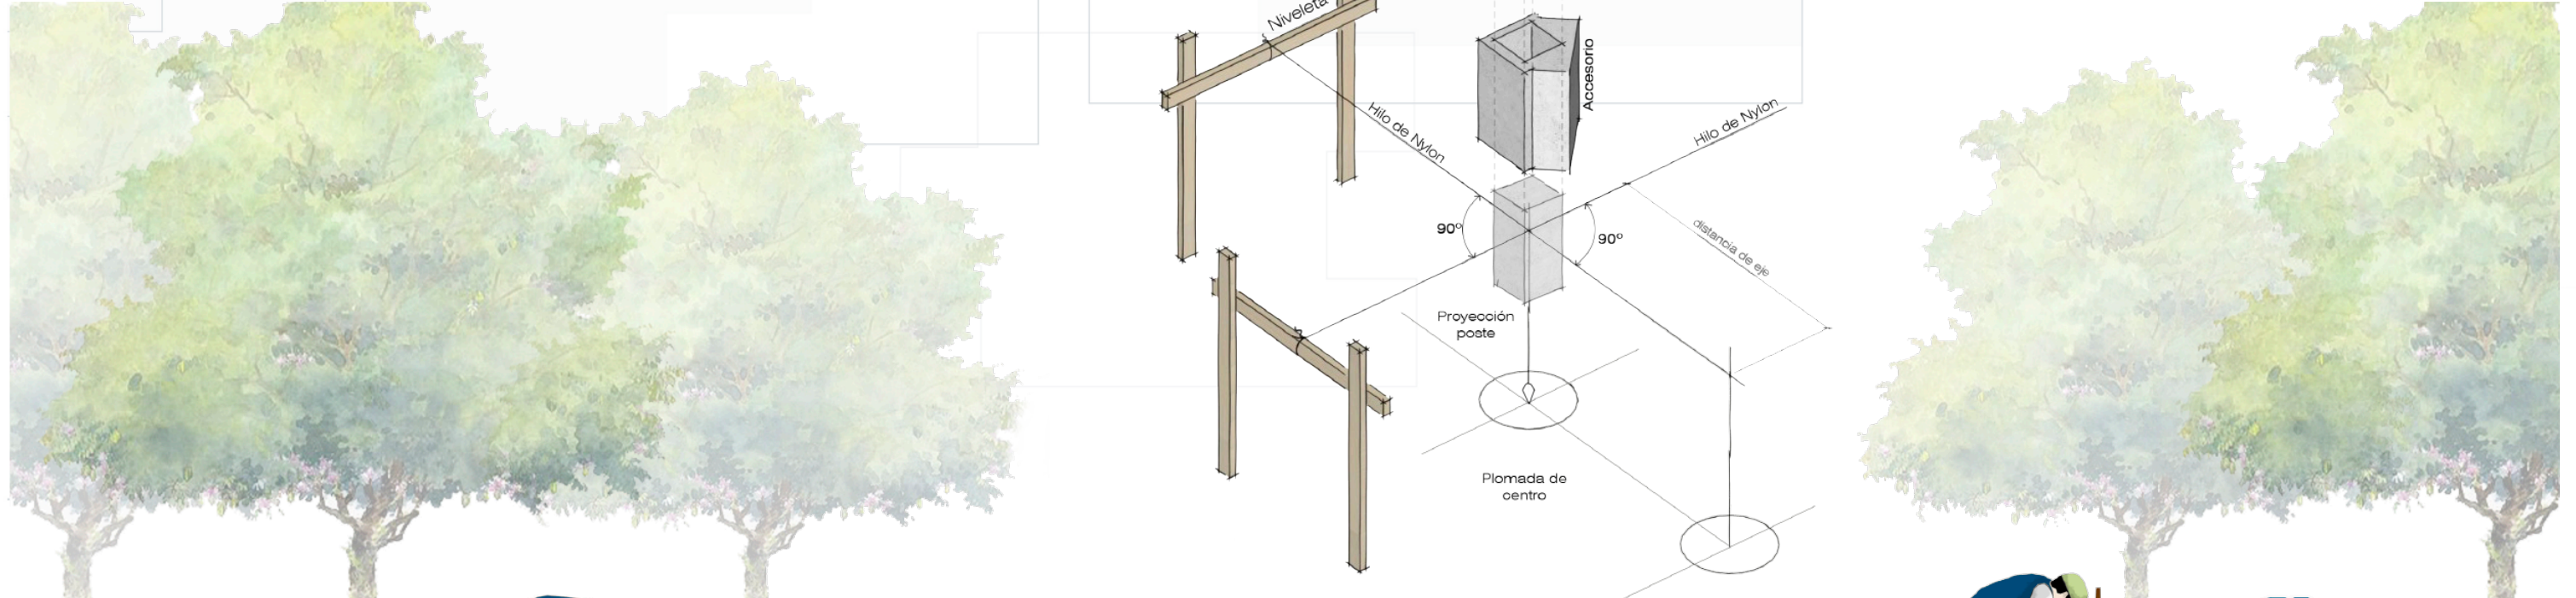 Niveleta
Accesorio
Hilo de Nylon
Hilo de Nylon
90º
90º
distancia de eje
Proyección
poste
Plomada de
centro